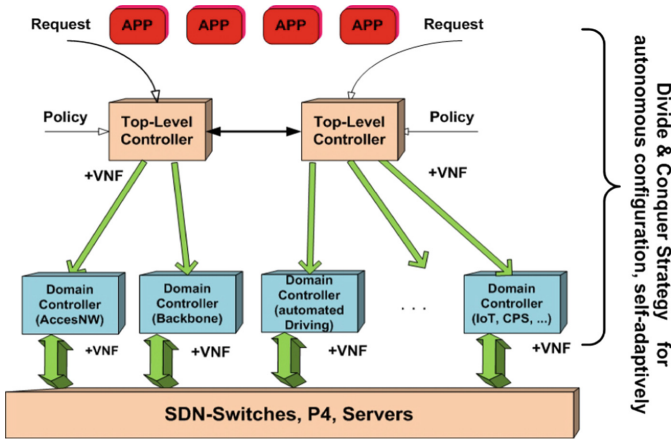 Request
APP
APP
APP
APP
Request
Policy
Top-Level
Controller
Top-Level
Controller
Policy
+VNF
+VNF
Domain
Controller
(AccesNW)
Domain
Controller
(Backbone)
Domain
Controller
(automated
Driving)
. . .
Domain
Controller
(IoT, CPS, ...)
+VNF
+VNF
+VNF
+VNF
SDN-Switches, P4, Servers
Divide & Conquer Strategy for
autonomous configuration, self-adaptively